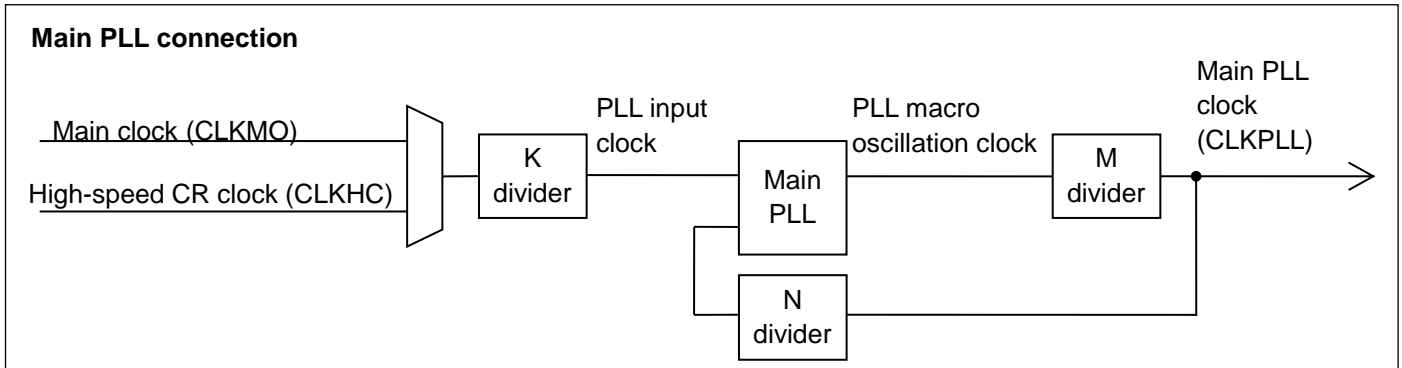 Main PLL connection
Main clock (CLKMO)
High-speed CR clock (CLKHC)
K
divider
PLL input
clock
Main
PLL
PLL macro
oscillation clock
M
divider
Main PLL
clock
(CLKPLL)
N
divider